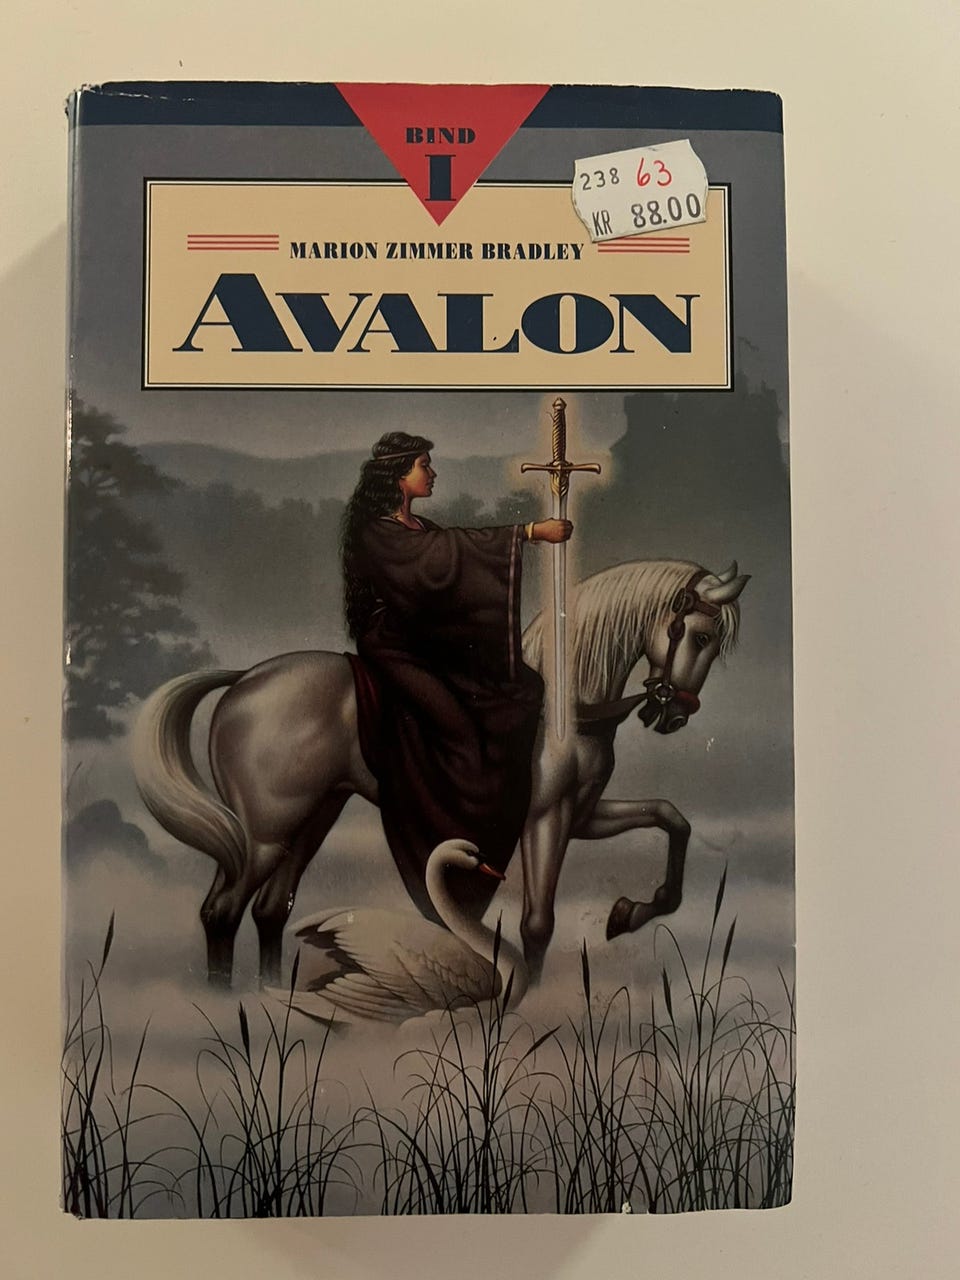 BIND
I
238 63
KR 88.00
MARION ZIMMER BRADLEY
AVALON